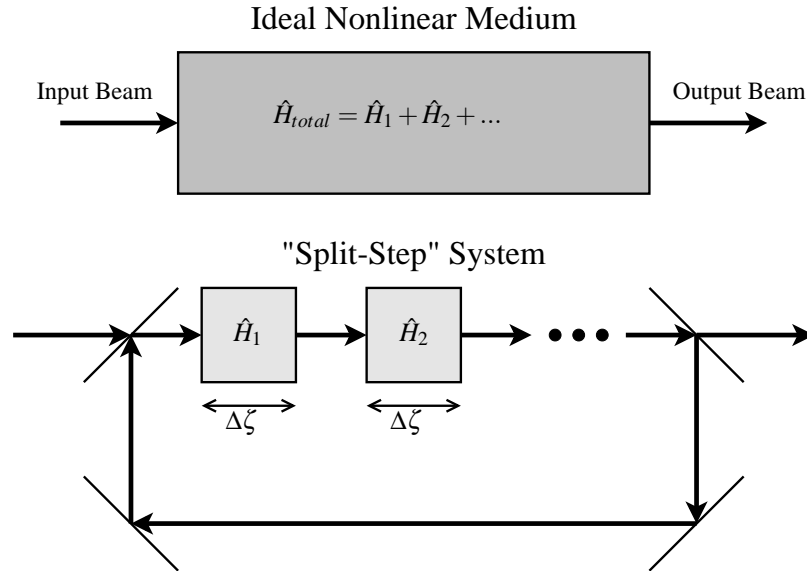 Ideal Nonlinear Medium
Input Beam
Output Beam
Ĥ_total = Ĥ_1 + Ĥ_2 + ...
"Split-Step" System
Ĥ_1
Ĥ_2
Δζ
Δζ